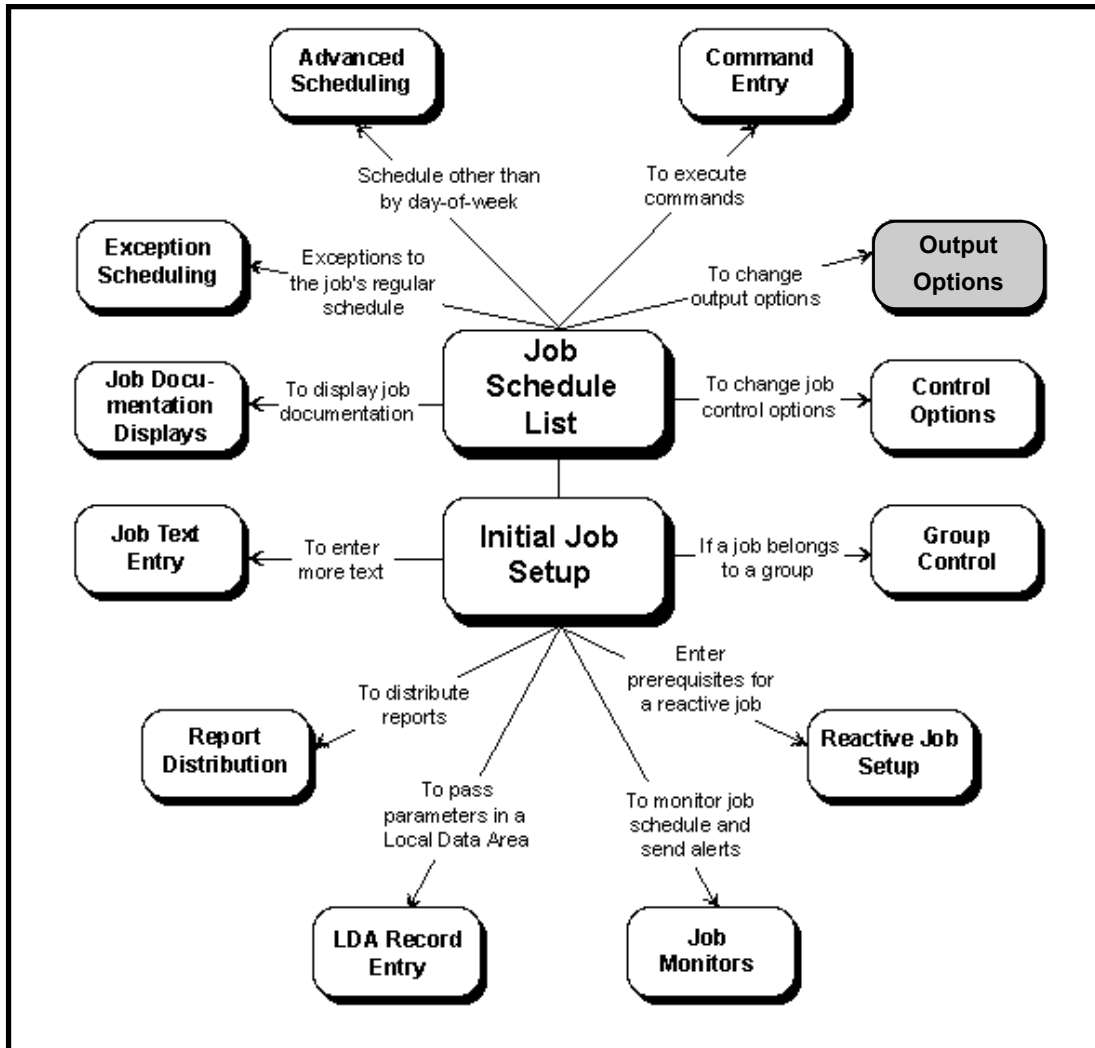 Advanced
Scheduling
Command
Entry
Schedule other than
by day-of-week
To execute
commands
Exception
Scheduling
Exceptions to
the job's regular
schedule
To change
output options
Output
Options
Job Docu-
mentation
Displays
To display job
documentation
Job
Schedule
List
To change job
control options
Control
Options
Job Text
Entry
To enter
more text
Initial Job
Setup
If a job belongs
to a group
Group
Control
To distribute
reports
Enter
prerequisites for
a reactive job
Report
Distribution
Reactive Job
Setup
To pass
parameters in a
Local Data Area
To monitor job
schedule and
send alerts
LDA Record
Entry
Job
Monitors